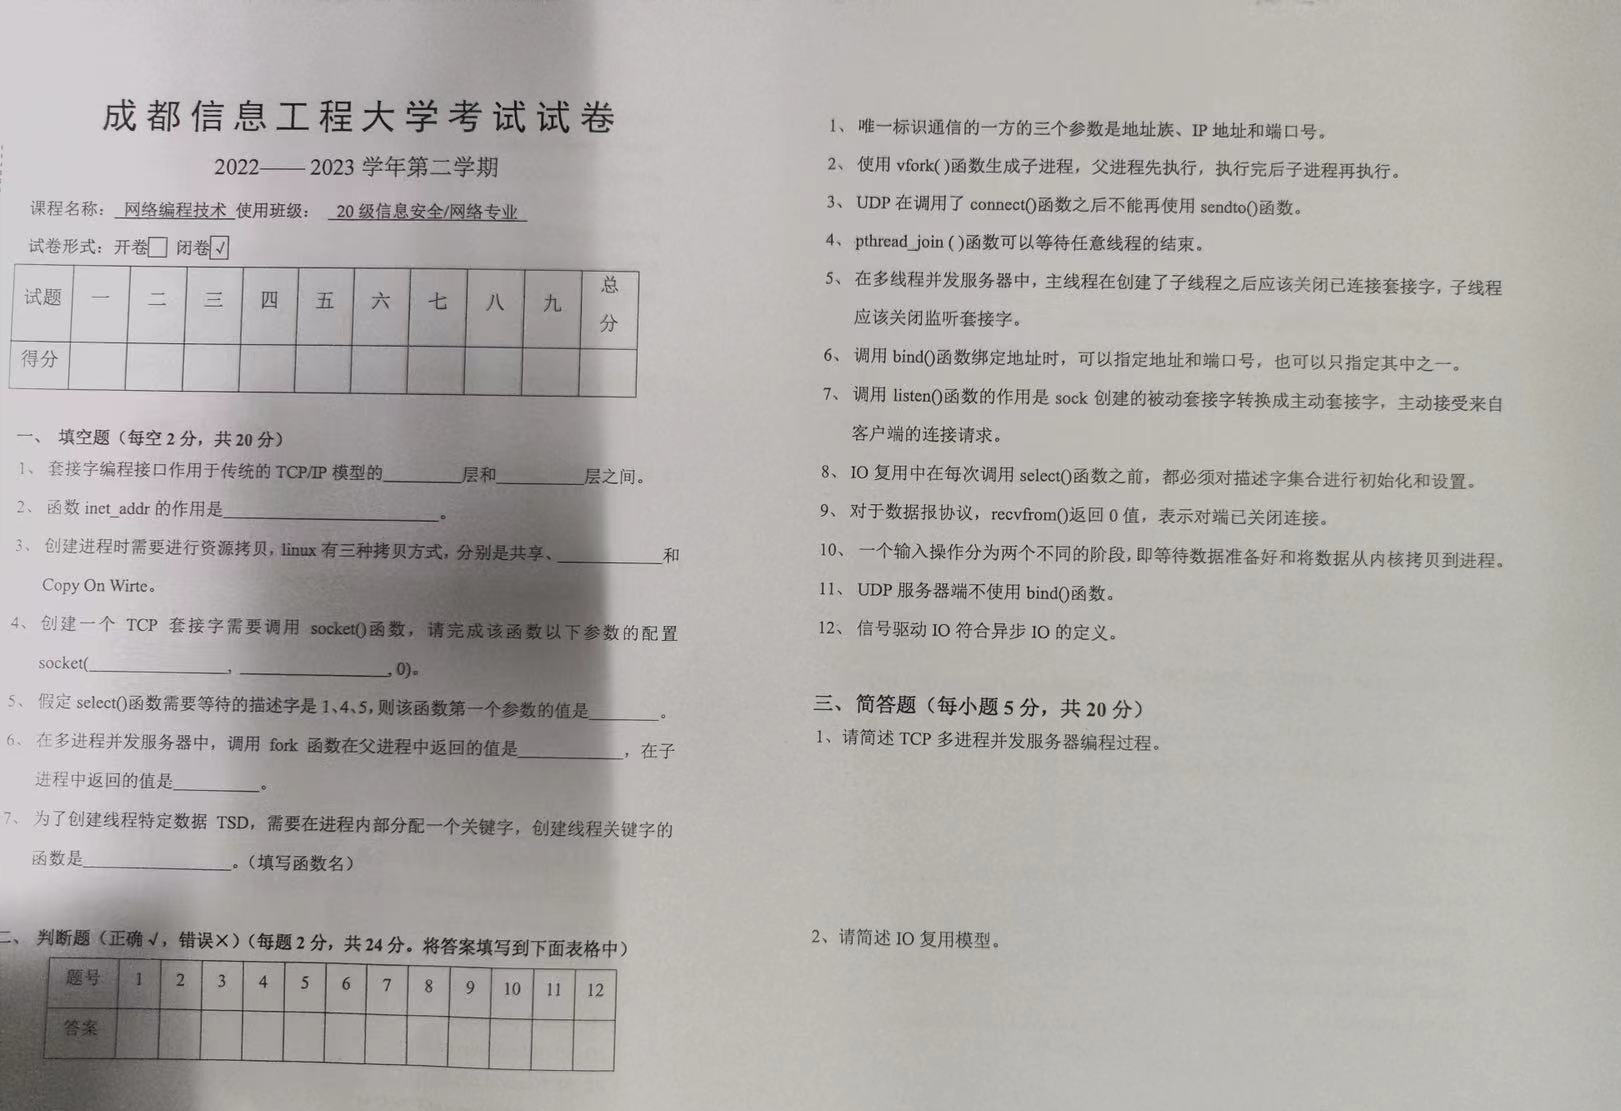 成都信息工程大学考试试卷
2022—— 2023 学年第二学期
课程名称： 网络编程技术 使用班级： 20 级信息安全/网络专业
试卷形式：开卷□ 闭卷√
试题 一 二 三 四 五 六 七 八 九 总分
得分
一、 填空题（每空 2 分，共 20 分）
1、 套接字编程接口作用于传统的 TCP/IP 模型的________层和________层之间。
2、 函数 inet_addr 的作用是____________________。
3、 创建进程时需要进行资源拷贝，linux 有三种拷贝方式，分别是共享、__________和
Copy On Wirte。
4、 创建一个 TCP 套接字需要调用 socket()函数，请完成该函数以下参数的配置
socket(_____________, ______________, 0)。
5、 假定 select()函数需要等待的描述字是 1、4、5，则该函数第一个参数的值是_______。
6、 在多进程并发服务器中，调用 fork 函数在父进程中返回的值是__________，在子
进程中返回的值是________。
7、 为了创建线程特定数据 TSD，需要在进程内部分配一个关键字，创建线程关键字的
函数是______________。（填写函数名）
二、 判断题（正确√，错误×）（每题 2 分，共 24 分。将答案填写到下面表格中）
题号 1 2 3 4 5 6 7 8 9 10 11 12
答案
1、 唯一标识通信的一方的三个参数是地址族、IP 地址和端口号。
2、 使用 vfork( )函数生成子进程，父进程先执行，执行完后子进程再执行。
3、 UDP 在调用了 connect()函数之后不能再使用 sendto()函数。
4、 pthread_join ( )函数可以等待任意线程的结束。
5、 在多线程并发服务器中，主线程在创建了子线程之后应该关闭已连接套接字，子线程
应该关闭监听套接字。
6、 调用 bind()函数绑定地址时，可以指定地址和端口号，也可以只指定其中之一。
7、 调用 listen()函数的作用是 sock 创建的被动套接字转换成主动套接字，主动接受来自
客户端的连接请求。
8、 IO 复用中在每次调用 select()函数之前，都必须对描述字集合进行初始化和设置。
9、 对于数据报协议，recvfrom()返回 0 值，表示对端已关闭连接。
10、 一个输入操作分为两个不同的阶段，即等待数据准备好和将数据从内核拷贝到进程。
11、 UDP 服务器端不使用 bind()函数。
12、 信号驱动 IO 符合异步 IO 的定义。
三、简答题（每小题 5 分，共 20 分）
1、请简述 TCP 多进程并发服务器编程过程。
2、请简述 IO 复用模型。